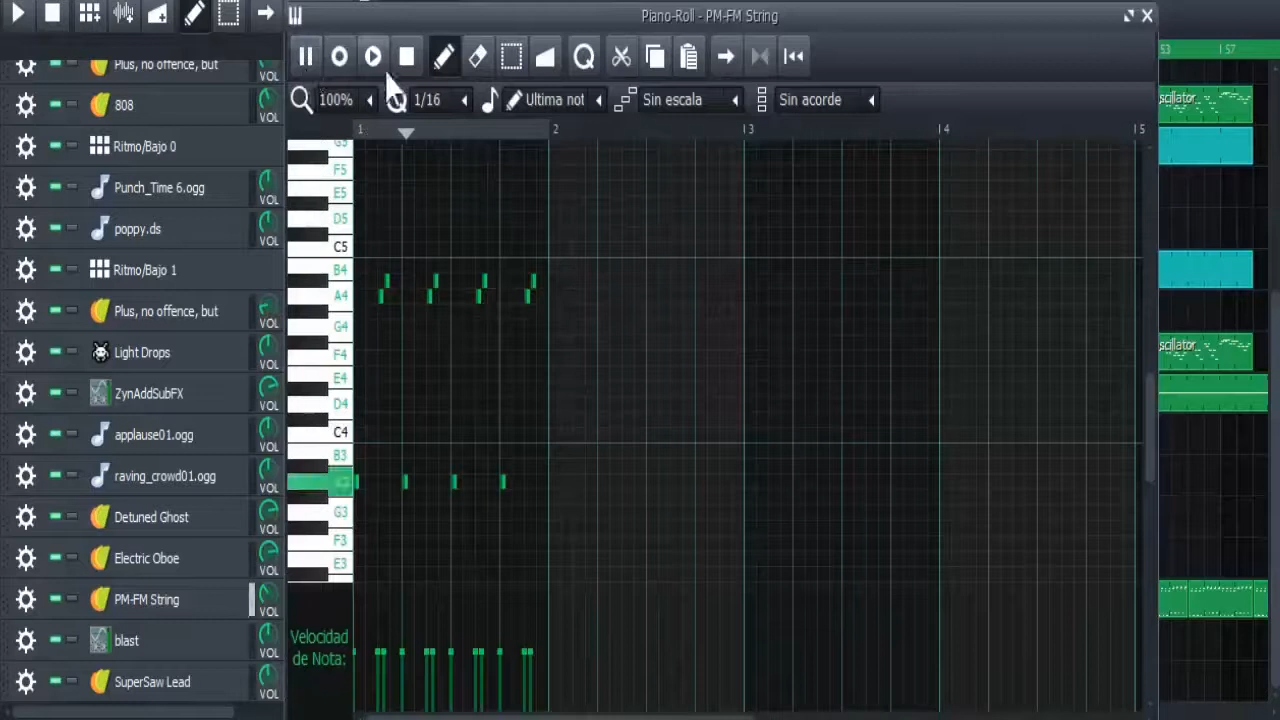 Piano-Roll - PM-FM String
100%
1/16
Ultima not
Sin escala
Sin acorde
1
2
3
4
5
53
57
Plus, no offence, but
VOL
808
Ritmo/Bajo 0
Punch_Time 6.ogg
VOL
poppy.ds
VOL
Ritmo/Bajo 1
Plus, no offence, but
VOL
Light Drops
VOL
ZynAddSubFX
VOL
applause01.ogg
VOL
raving_crowd01.ogg
VOL
Detuned Ghost
VOL
Electric Oboe
VOL
PM-FM String
VOL
blast
VOL
SuperSaw Lead
VOL
G5
F5
E5
D5
C5
B4
A4
G4
F4
E4
D4
C4
B3
G3
F3
E3
Velocidad
de Nota:
scillator
scillator